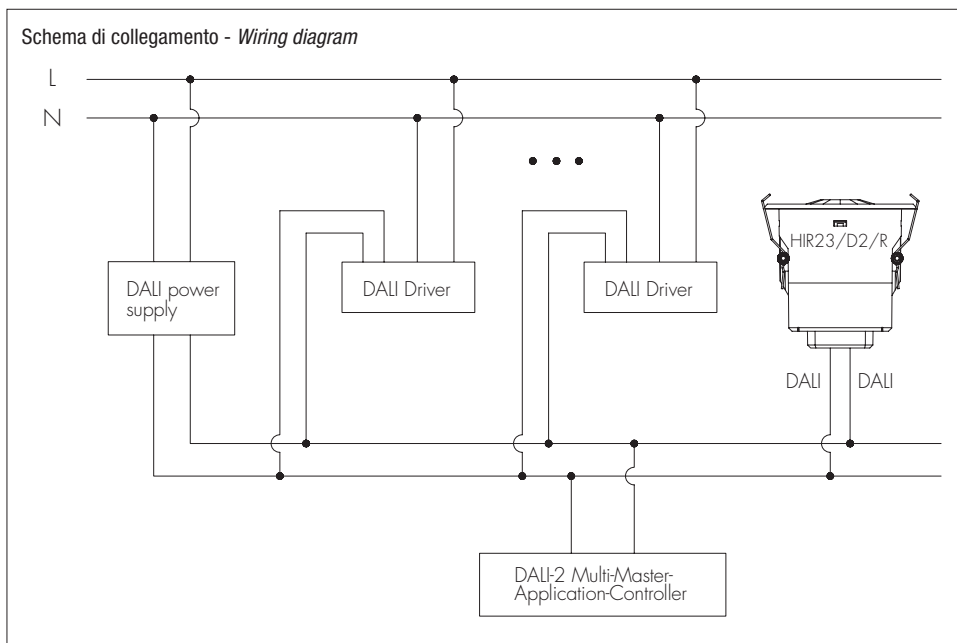 Schema di collegamento - Wiring diagram
L
N
HIR23/D2/R
DALI power
supply
DALI Driver
DALI Driver
DALI
DALI
DALI-2 Multi-Master-
Application-Controller